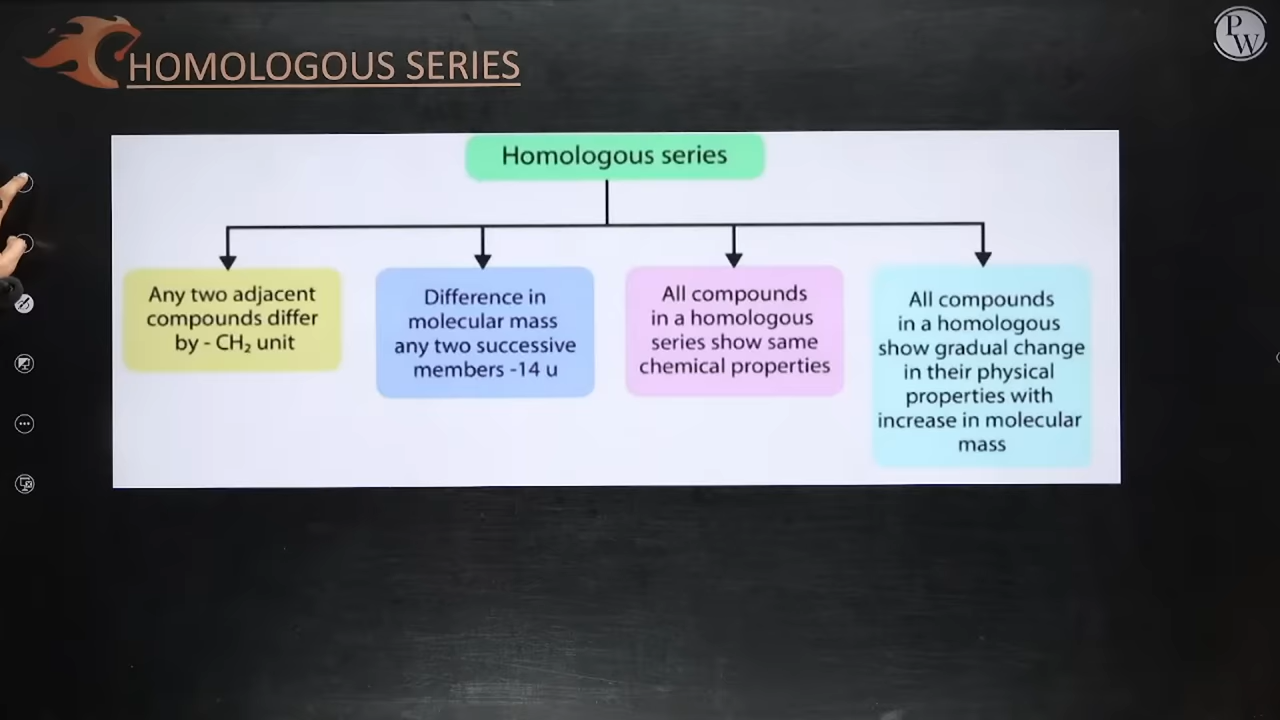 HOMOLOGOUS SERIES
PW
Homologous series
Any two adjacent
compounds differ
by - CH₂ unit
Difference in
molecular mass
any two successive
members -14 u
All compounds
in a homologous
series show same
chemical properties
All compounds
in a homologous
show gradual change
in their physical
properties with
increase in molecular
mass